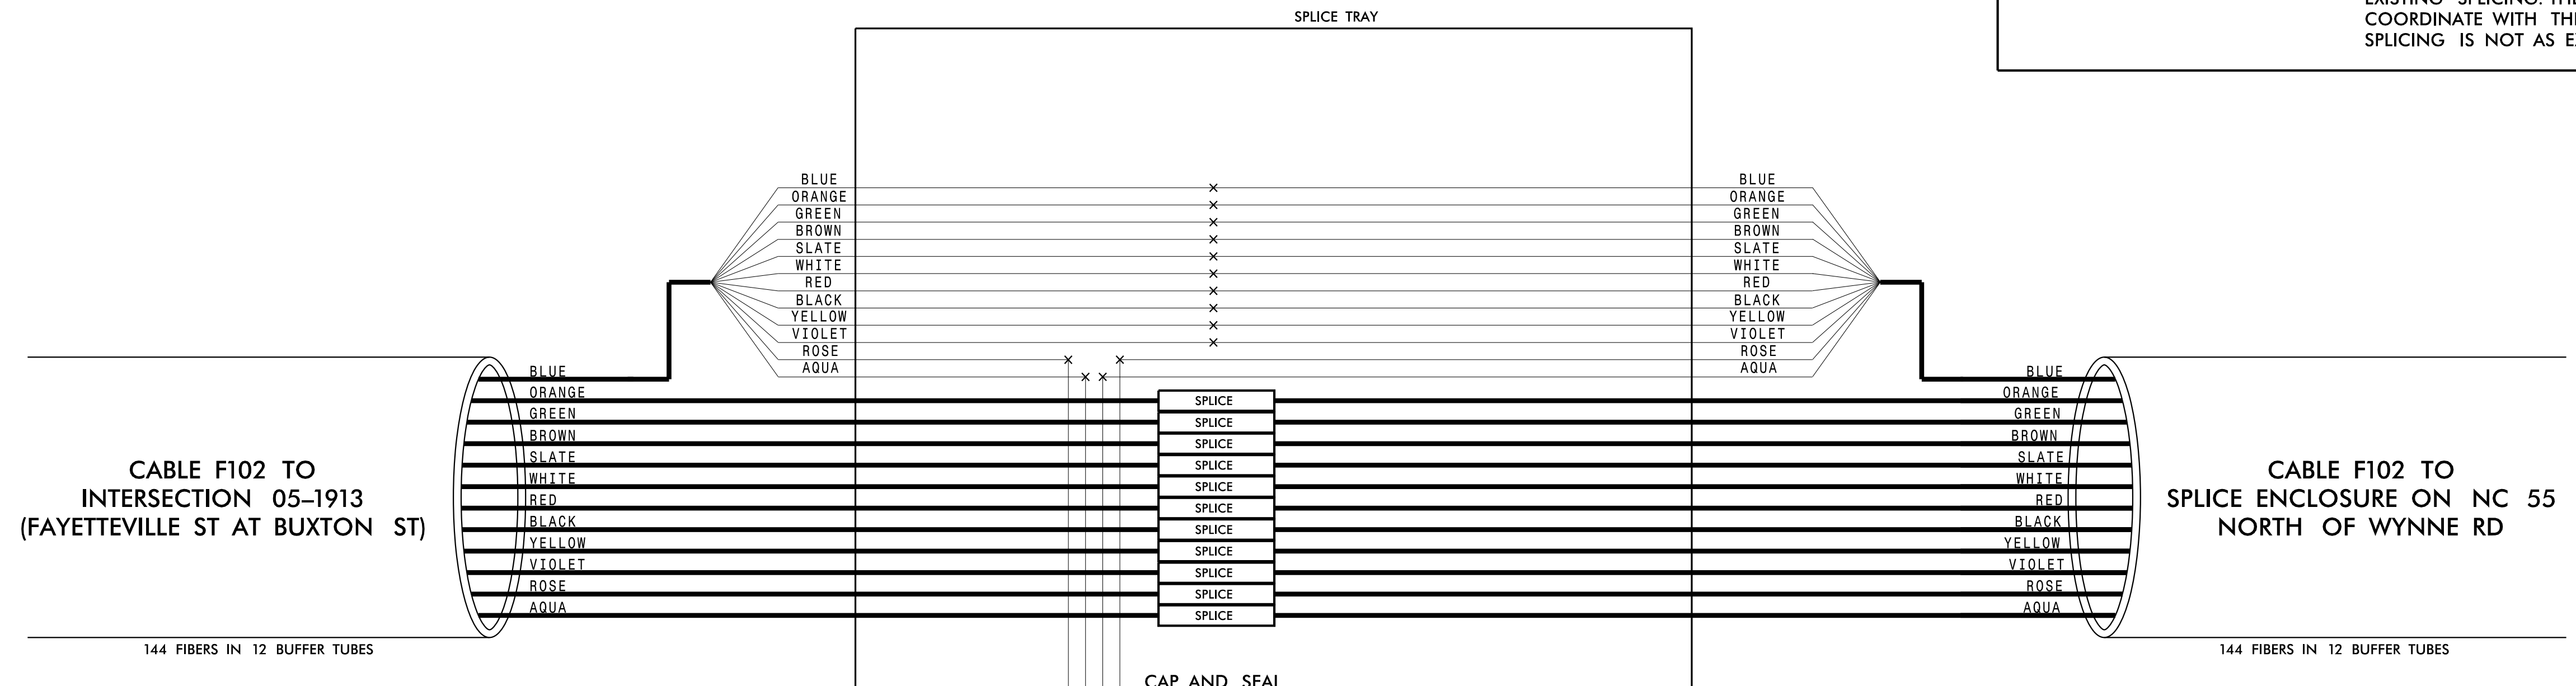 SPLICE TRAY
COORDINATE WITH
SPLICING IS NOT AS
BLUE BLUE
ORANGE ORANGE
GREEN GREEN
BROWN BROWN
SLATE SLATE
WHITE WHITE
RED RED
BLACK BLACK
YELLOW YELLOW
VIOLET VIOLET
ROSE ROSE
AQUA AQUA
BLUE BLUE
ORANGE SPLICE ORANGE
GREEN SPLICE GREEN
BROWN SPLICE BROWN
SLATE SPLICE SLATE
WHITE SPLICE WHITE
RED SPLICE RED
BLACK SPLICE BLACK
YELLOW SPLICE YELLOW
VIOLET SPLICE VIOLET
ROSE SPLICE ROSE
AQUA SPLICE AQUA
CABLE F102 TO
INTERSECTION 05–1913
(FAYETTEVILLE ST AT BUXTON ST)
CABLE F102 TO
SPLICE ENCLOSURE ON NC 55
NORTH OF WYNNE RD
144 FIBERS IN 12 BUFFER TUBES
144 FIBERS IN 12 BUFFER TUBES
CAP AND SEAL